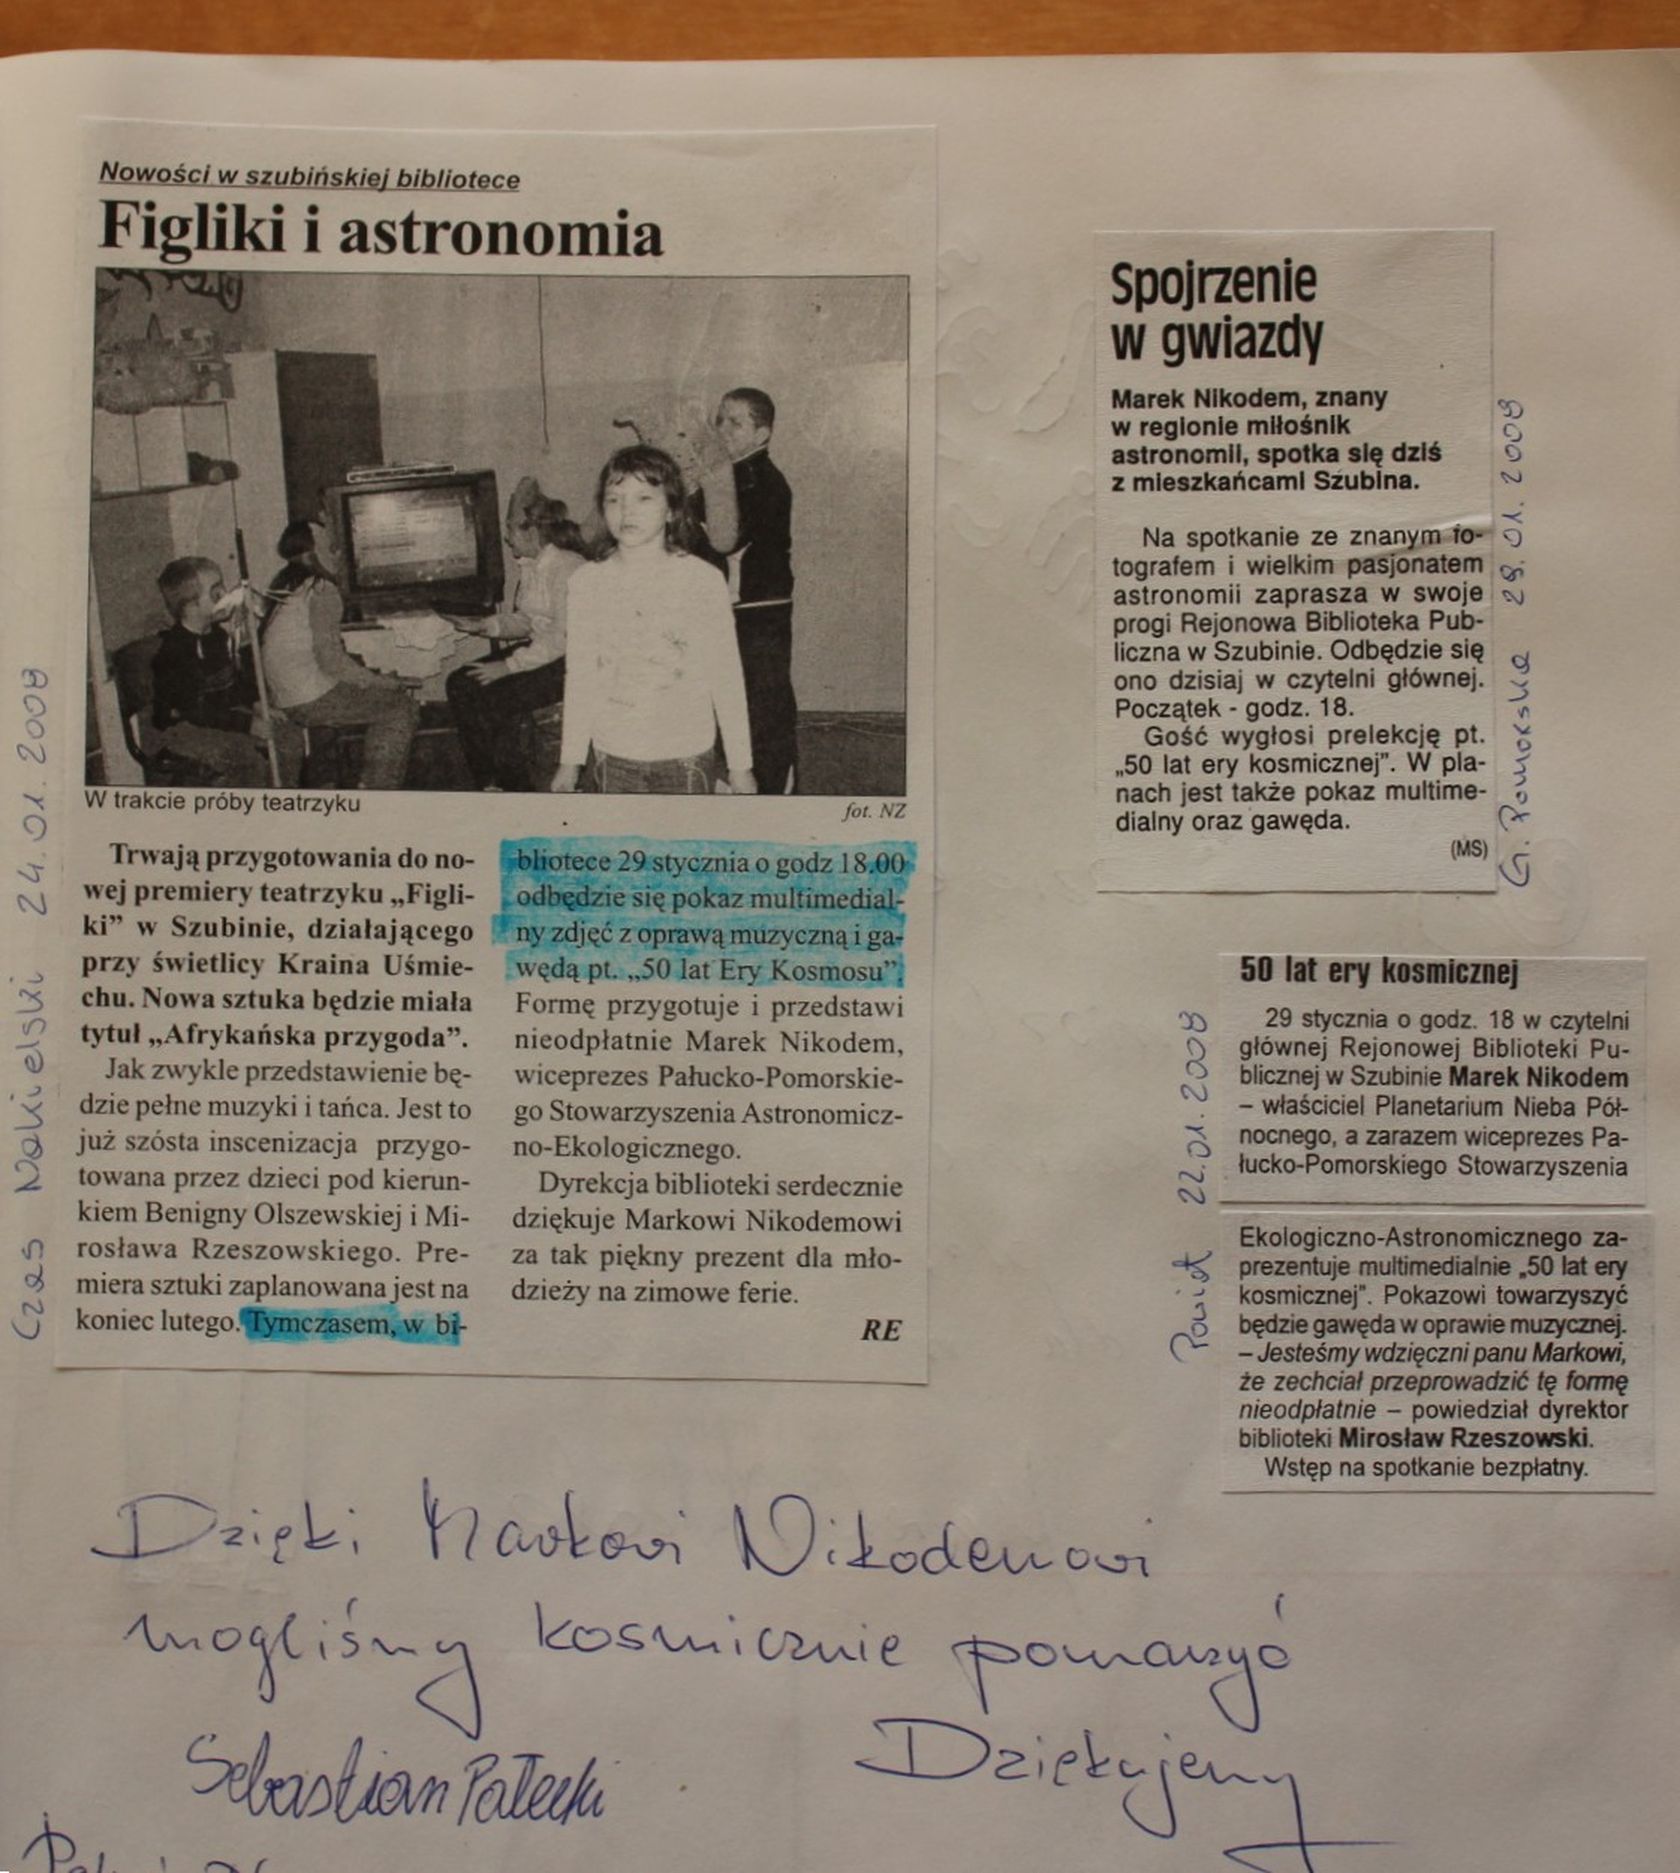 Nowości w szubińskiej bibliotece
Figliki i astronomia
W trakcie próby teatrzyku
fot. NZ
Trwają przygotowania do no-
wej premiery teatrzyku „Figli-
ki” w Szubinie, działającego
przy świetlicy Kraina Uśmie-
chu. Nowa sztuka będzie miała
tytuł „Afrykańska przygoda”.
Jak zwykle przedstawienie bę-
dzie pełne muzyki i tańca. Jest to
już szósta inscenizacja przygo-
towana przez dzieci pod kierun-
kiem Benigny Olszewskiej i Mi-
rosława Rzeszowskiego. Pre-
miera sztuki zaplanowana jest na
koniec lutego. Tymczasem, w bi-
bliotece 29 stycznia o godz 18.00
odbędzie się pokaz multimedial-
ny zdjęć z oprawą muzyczną i ga-
wędą pt. „50 lat Ery Kosmosu”.
Formę przygotuje i przedstawi
nieodpłatnie Marek Nikodem,
wiceprezes Pałucko-Pomorskie-
go Stowarzyszenia Astronomicz-
no-Ekologicznego.
Dyrekcja biblioteki serdecznie
dziękuje Markowi Nikodemowi
za tak piękny prezent dla mło-
dzieży na zimowe ferie.
RE
Czas Nakielski 24.01.2008
Spojrzenie
w gwiazdy
Marek Nikodem, znany
w regionie miłośnik
astronomii, spotka się dziś
z mieszkańcami Szubina.
Na spotkanie ze znanym fo-
tografem i wielkim pasjonatem
astronomii zaprasza w swoje
progi Rejonowa Biblioteka Pub-
liczna w Szubinie. Odbędzie się
ono dzisiaj w czytelni głównej.
Początek - godz. 18.
Gość wygłosi prelekcję pt.
„50 lat ery kosmicznej”. W pla-
nach jest także pokaz multime-
dialny oraz gawęda.
(MS)
G. Pomorska 29.01.2008
50 lat ery kosmicznej
29 stycznia o godz. 18 w czytelni
głównej Rejonowej Biblioteki Pu-
blicznej w Szubinie Marek Nikodem
– właściciel Planetarium Nieba Pół-
nocnego, a zarazem wiceprezes Pa-
łucko-Pomorskiego Stowarzyszenia
Ekologiczno-Astronomicznego za-
prezentuje multimedialnie „50 lat ery
kosmicznej”. Pokazowi towarzyszyć
będzie gawęda w oprawie muzycznej.
– Jesteśmy wdzięczni panu Markowi,
że zechciał przeprowadzić tę formę
nieodpłatnie – powiedział dyrektor
biblioteki Mirosław Rzeszowski.
Wstęp na spotkanie bezpłatny.
Powiat 22.01.2008
Dzięki Markowi Nikodemowi
mogliśmy kosmicznie pomarzyć
Dziękujemy
Sebastian Pałecki